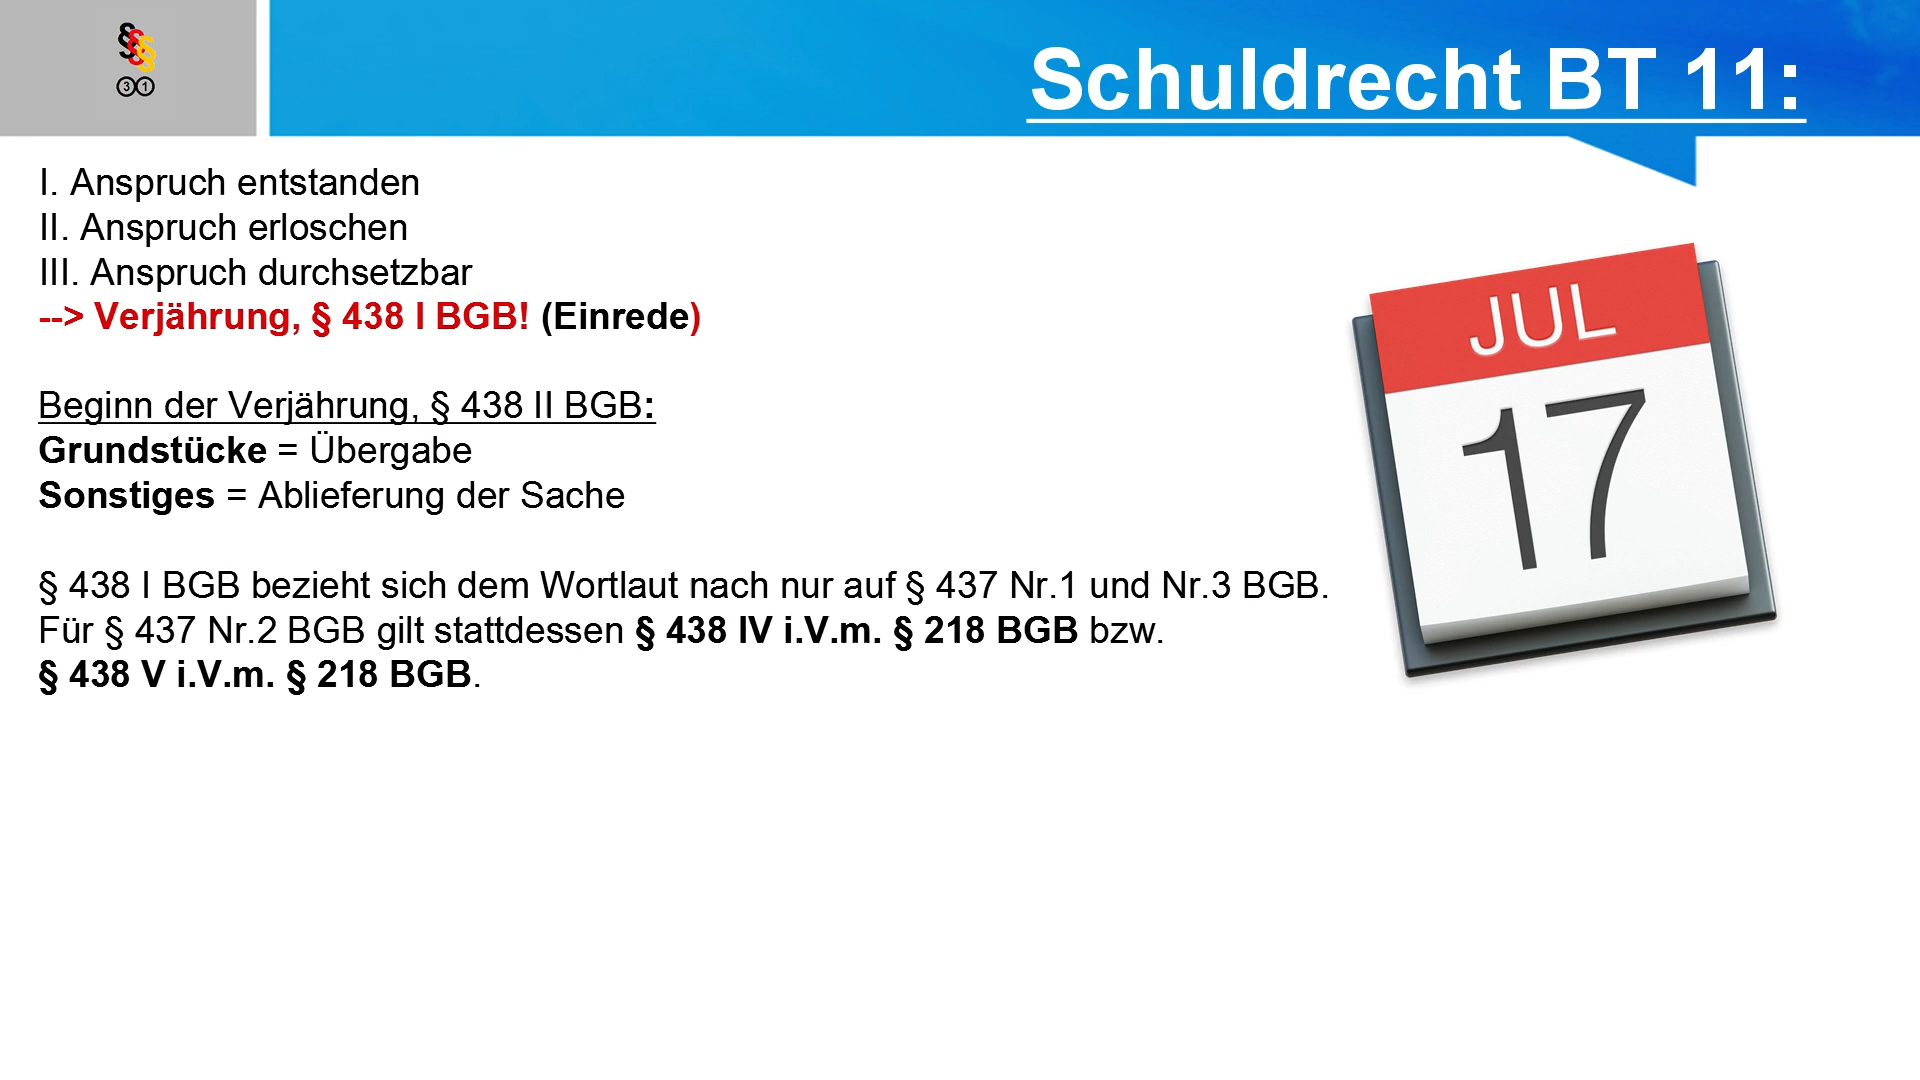 §§§
31
Schuldrecht BT 11:
I. Anspruch entstanden
II. Anspruch erloschen
III. Anspruch durchsetzbar
--> Verjährung, § 438 I BGB! (Einrede)
Beginn der Verjährung, § 438 II BGB:
Grundstücke = Übergabe
Sonstiges = Ablieferung der Sache
§ 438 I BGB bezieht sich dem Wortlaut nach nur auf § 437 Nr.1 und Nr.3 BGB.
Für § 437 Nr.2 BGB gilt stattdessen § 438 IV i.V.m. § 218 BGB bzw.
§ 438 V i.V.m. § 218 BGB.
JUL
17